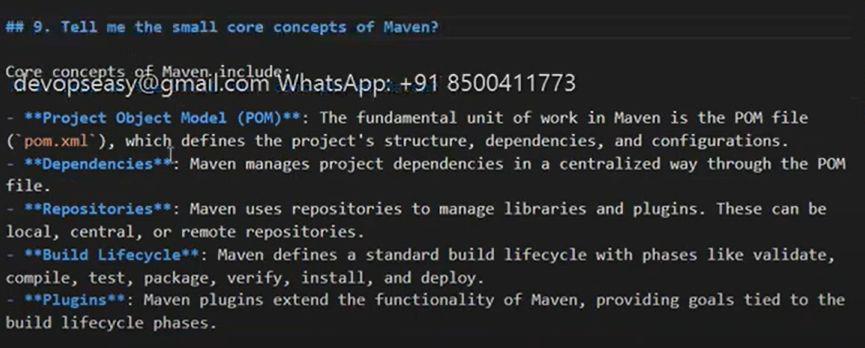 ## 9. Tell me the small core concepts of Maven?
Core concepts of Maven include:
devopseasy@gmail.com WhatsApp: +91 8500411773
- **Project Object Model (POM)**: The fundamental unit of work in Maven is the POM file
(`pom.xml`), which defines the project's structure, dependencies, and configurations.
- **Dependencies**: Maven manages project dependencies in a centralized way through the POM
file.
- **Repositories**: Maven uses repositories to manage libraries and plugins. These can be
local, central, or remote repositories.
- **Build Lifecycle**: Maven defines a standard build lifecycle with phases like validate,
compile, test, package, verify, install, and deploy.
- **Plugins**: Maven plugins extend the functionality of Maven, providing goals tied to the
build lifecycle phases.